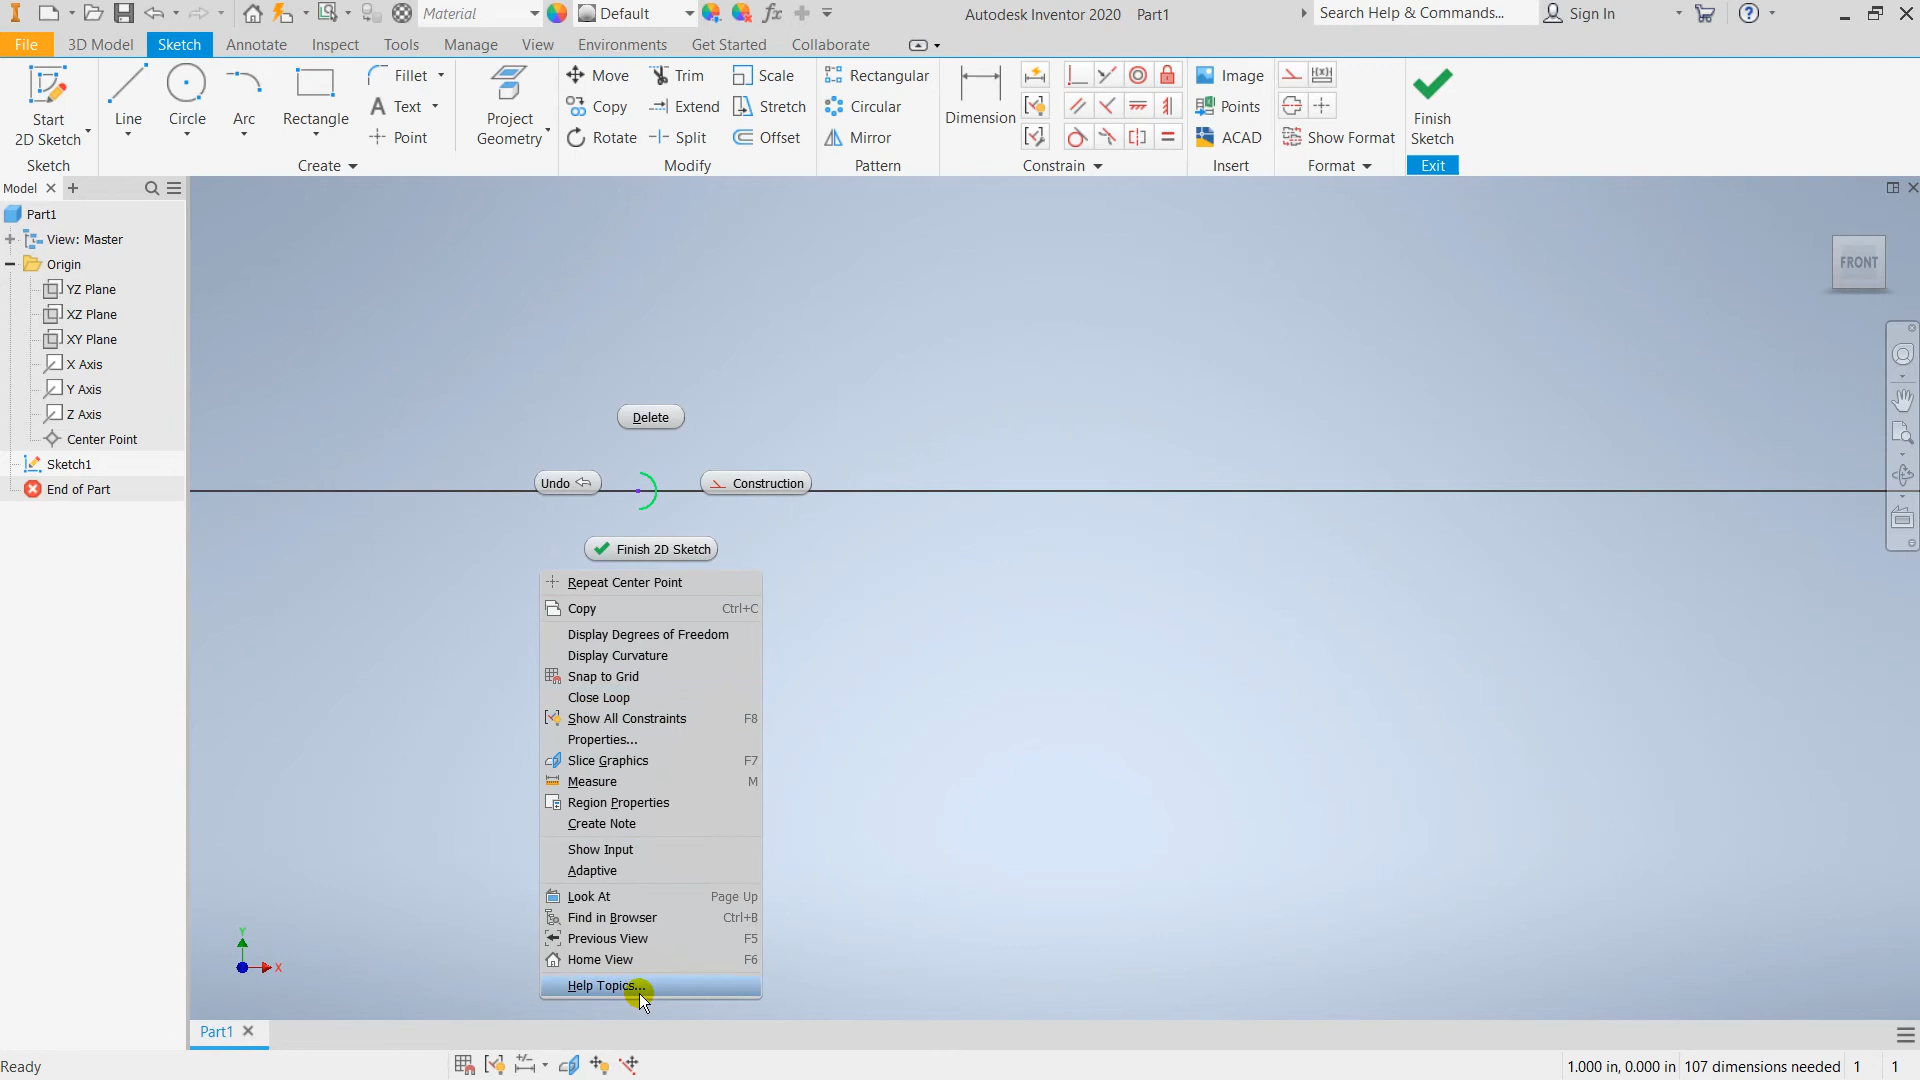 Material Default Autodesk Inventor 2020 Part1 Search Help & Commands... Sign In
File 3D Model Sketch Annotate Inspect Tools Manage View Environments Get Started Collaborate
Start 2D Sketch
Line Circle Arc Rectangle
Fillet
Text
Point
Project Geometry
Move Trim Scale
Copy Extend Stretch
Rotate Split Offset
Rectangular
Circular
Mirror
Dimension
Image
Points
ACAD
Show Format
Finish Sketch
Sketch Create Modify Pattern Constrain Insert Format Exit
Model
Part1
View: Master
Origin
YZ Plane
XZ Plane
XY Plane
X Axis
Y Axis
Z Axis
Center Point
Sketch1
End of Part
FRONT
Delete
Undo Construction
Finish 2D Sketch
Repeat Center Point
Copy Ctrl+C
Display Degrees of Freedom
Display Curvature
Snap to Grid
Close Loop
Show All Constraints F8
Properties...
Slice Graphics F7
Measure M
Region Properties
Create Note
Show Input
Adaptive
Look At Page Up
Find in Browser Ctrl+B
Previous View F5
Home View F6
Help Topics...
Y
X
Part1
Ready 1.000 in, 0.000 in 107 dimensions needed 1 1